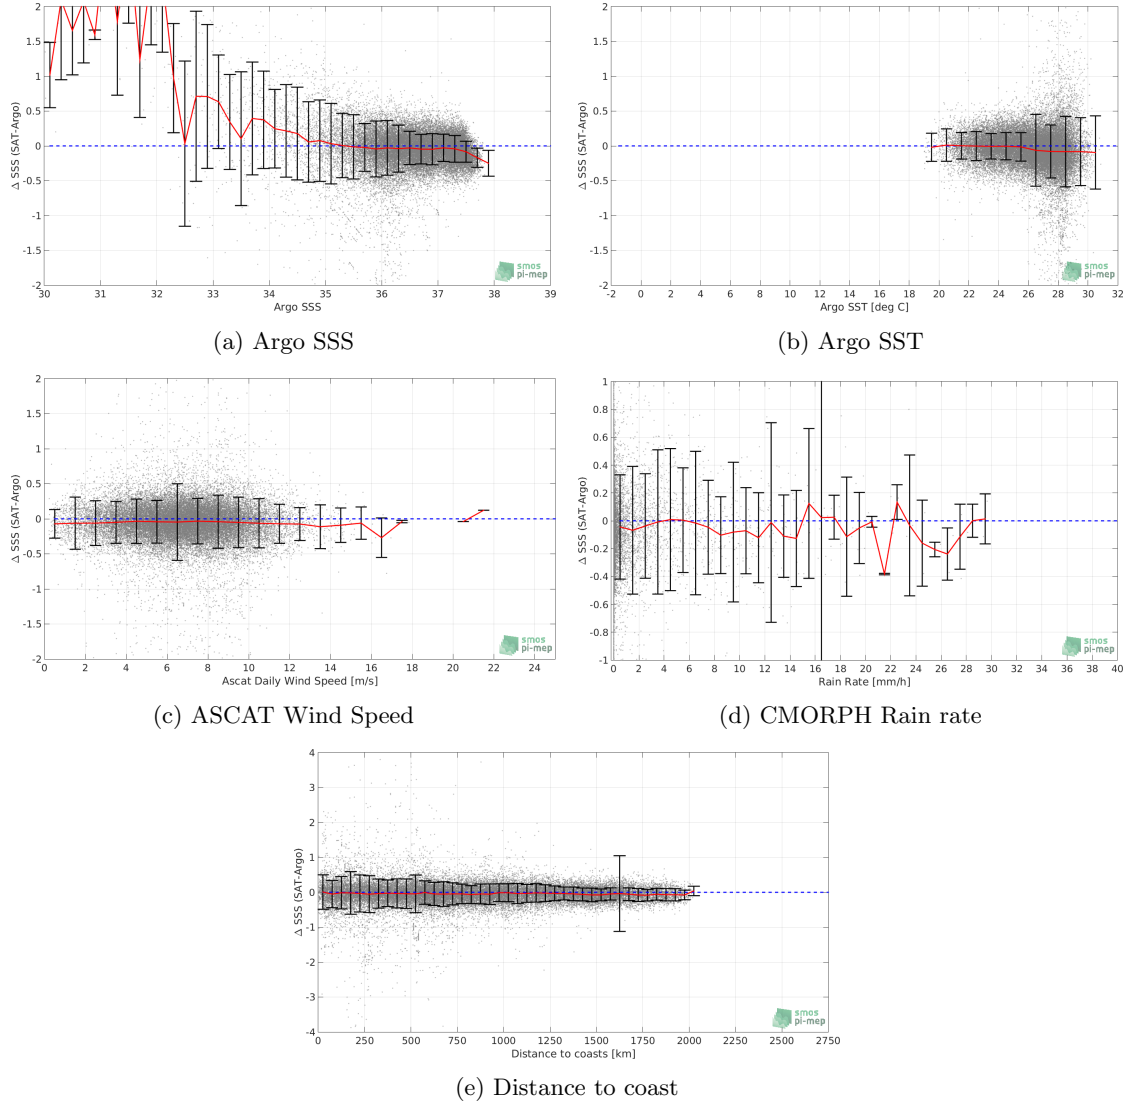 2
1.5
1
0.5
0
-0.5
-1
-1.5
-2
Δ SSS (SAT-Argo)
30 31 32 33 34 35 36 37 38 39
Argo SSS
smos
pi-mep
(a) Argo SSS
2
1.5
1
0.5
0
-0.5
-1
-1.5
-2
Δ SSS (SAT-Argo)
-2 0 2 4 6 8 10 12 14 16 18 20 22 24 26 28 30 32
Argo SST [deg C]
smos
pi-mep
(b) Argo SST
2
1.5
1
0.5
0
-0.5
-1
-1.5
-2
Δ SSS (SAT-Argo)
0 2 4 6 8 10 12 14 16 18 20 22 24
Ascat Daily Wind Speed [m/s]
smos
pi-mep
(c) ASCAT Wind Speed
1
0.8
0.6
0.4
0.2
0
-0.2
-0.4
-0.6
-0.8
-1
Δ SSS (SAT-Argo)
0 2 4 6 8 10 12 14 16 18 20 22 24 26 28 30 32 34 36 38 40
Rain Rate [mm/h]
smos
pi-mep
(d) CMORPH Rain rate
4
3
2
1
0
-1
-2
-3
-4
Δ SSS (SAT-Argo)
0 250 500 750 1000 1250 1500 1750 2000 2250 2500 2750
Distance to coasts [km]
smos
pi-mep
(e) Distance to coast